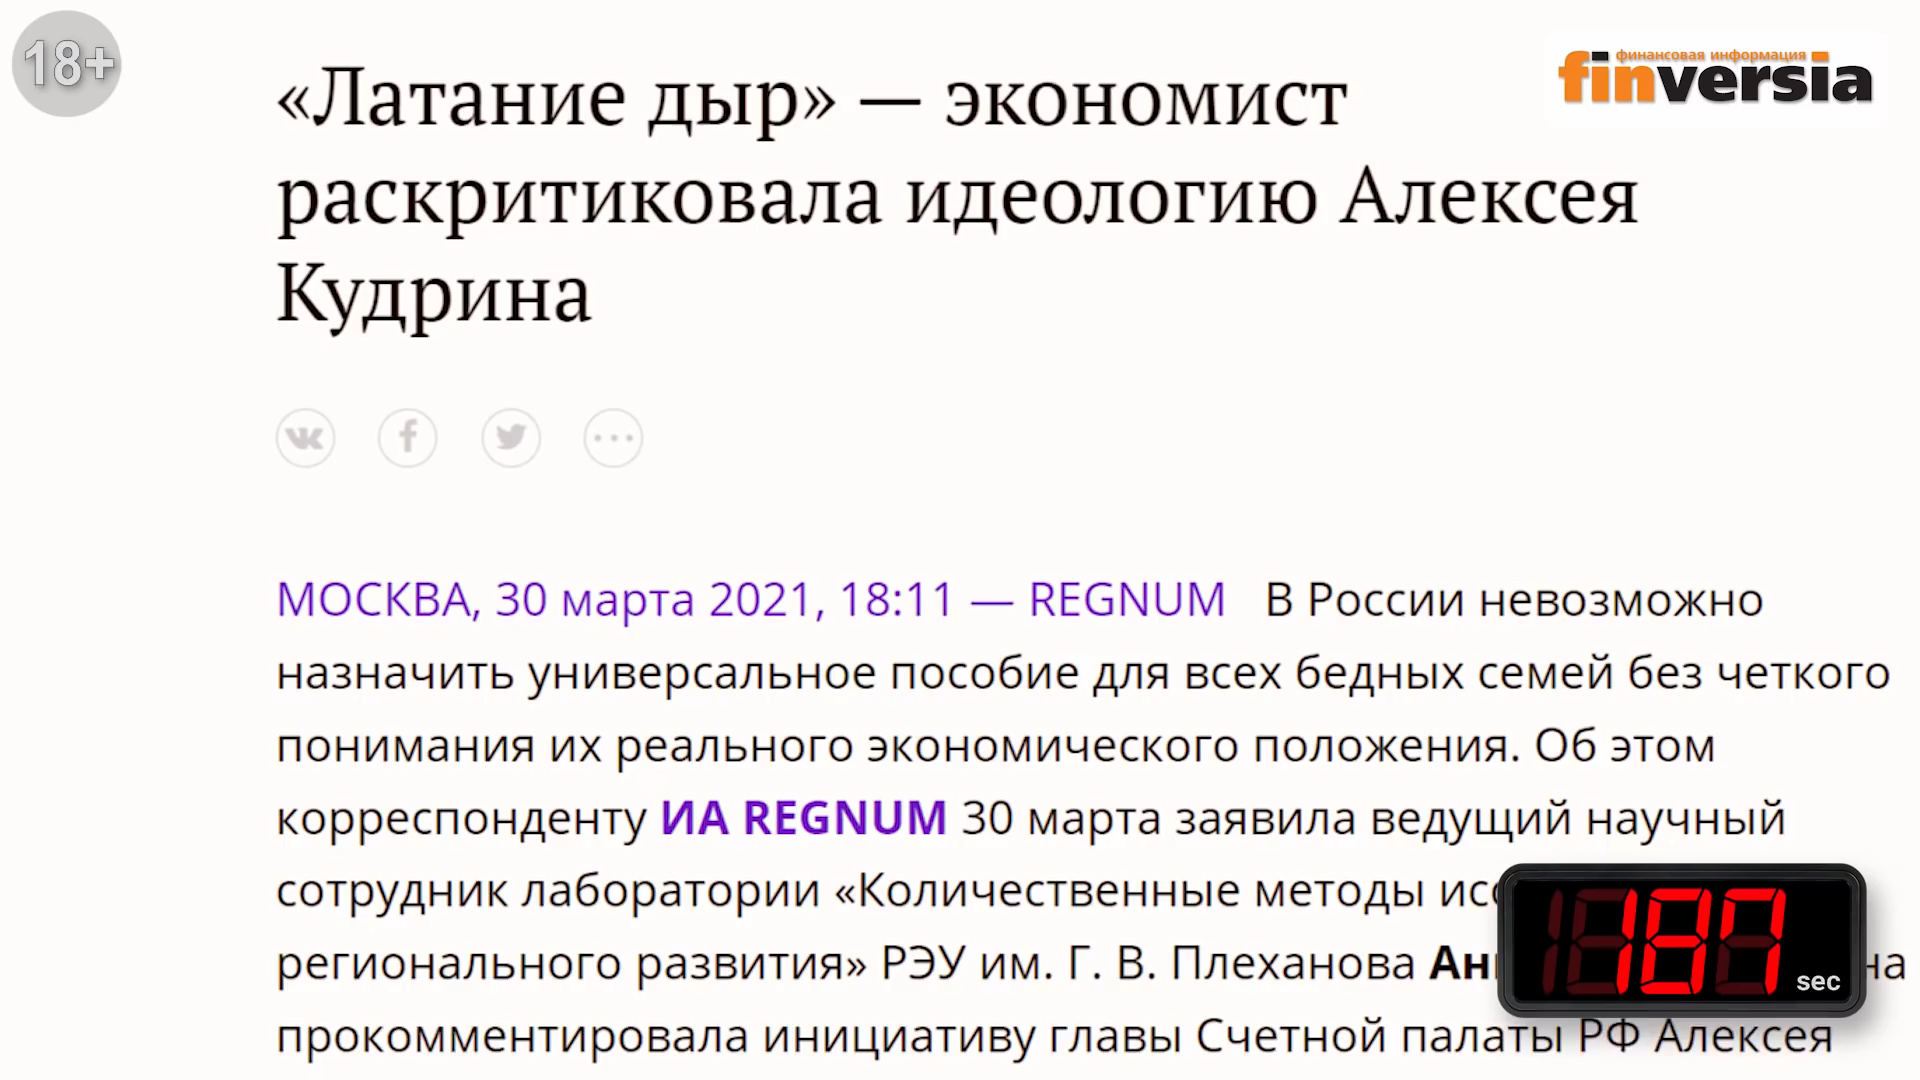 18+
финансовая информация
finversia
«Латание дыр» — экономист
раскритиковала идеологию Алексея
Кудрина
МОСКВА, 30 марта 2021, 18:11 — REGNUM В России невозможно
назначить универсальное пособие для всех бедных семей без четкого
понимания их реального экономического положения. Об этом
корреспонденту ИА REGNUM 30 марта заявила ведущий научный
сотрудник лаборатории «Количественные методы
регионального развития» РЭУ им. Г. В. Плеханова
прокомментировала инициативу главы Счетной палаты РФ Алексея
187 sec